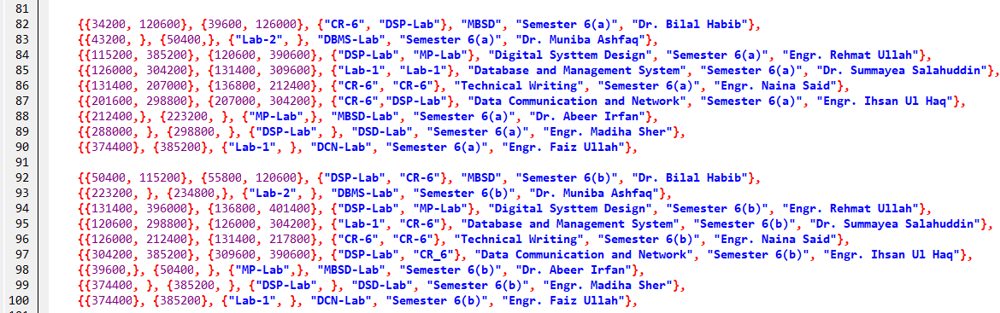 81
82 {{34200, 120600}, {39600, 126000}, {"CR-6", "DSP-Lab"}, "MBSD", "Semester 6(a)", "Dr. Bilal Habib"},
83 {{43200, }, {50400,}, {"Lab-2", }, "DBMS-Lab", "Semester 6(a)", "Dr. Muniba Ashfaq"},
84 {{115200, 385200}, {120600, 390600}, {"DSP-Lab", "MP-Lab"}, "Digital Systtem Design", "Semester 6(a)", "Engr. Rehmat Ullah"},
85 {{126000, 304200}, {131400, 309600}, {"Lab-1", "Lab-1"}, "Database and Management System", "Semester 6(a)", "Dr. Summayea Salahuddin"},
86 {{131400, 207000}, {136800, 212400}, {"CR-6", "CR-6"}, "Technical Writing", "Semester 6(a)", "Engr. Naina Said"},
87 {{201600, 298800}, {207000, 304200}, {"CR-6","DSP-Lab"}, "Data Communication and Network", "Semester 6(a)", "Engr. Ihsan Ul Haq"},
88 {{212400,}, {223200, }, {"MP-Lab",}, "MBSD-Lab", "Semester 6(a)", "Dr. Abeer Irfan"},
89 {{288000, }, {298800, }, {"DSP-Lab", }, "DSD-Lab", "Semester 6(a)", "Engr. Madiha Sher"},
90 {{374400}, {385200}, {"Lab-1", }, "DCN-Lab", "Semester 6(a)", "Engr. Faiz Ullah"},
91
92 {{50400, 115200}, {55800, 120600}, {"DSP-Lab", "CR-6"}, "MBSD", "Semester 6(b)", "Dr. Bilal Habib"},
93 {{223200, }, {234800,}, {"Lab-2", }, "DBMS-Lab", "Semester 6(b)", "Dr. Muniba Ashfaq"},
94 {{131400, 396000}, {136800, 401400}, {"DSP-Lab", "MP-Lab"}, "Digital Systtem Design", "Semester 6(b)", "Engr. Rehmat Ullah"},
95 {{120600, 298800}, {126000, 304200}, {"Lab-1", "CR-6"}, "Database and Management System", "Semester 6(b)", "Dr. Summayea Salahuddin"},
96 {{126000, 212400}, {131400, 217800}, {"CR-6", "CR-6"}, "Technical Writing", "Semester 6(b)", "Engr. Naina Said"},
97 {{304200, 385200}, {309600, 390600}, {"DSP-Lab", "CR_6"}, "Data Communication and Network", "Semester 6(b)", "Engr. Ihsan Ul Haq"},
98 {{39600,}, {50400, }, {"MP-Lab",}, "MBSD-Lab", "Semester 6(b)", "Dr. Abeer Irfan"},
99 {{374400, }, {385200, }, {"DSP-Lab", }, "DSD-Lab", "Semester 6(b)", "Engr. Madiha Sher"},
100 {{374400}, {385200}, {"Lab-1", }, "DCN-Lab", "Semester 6(b)", "Engr. Faiz Ullah"},